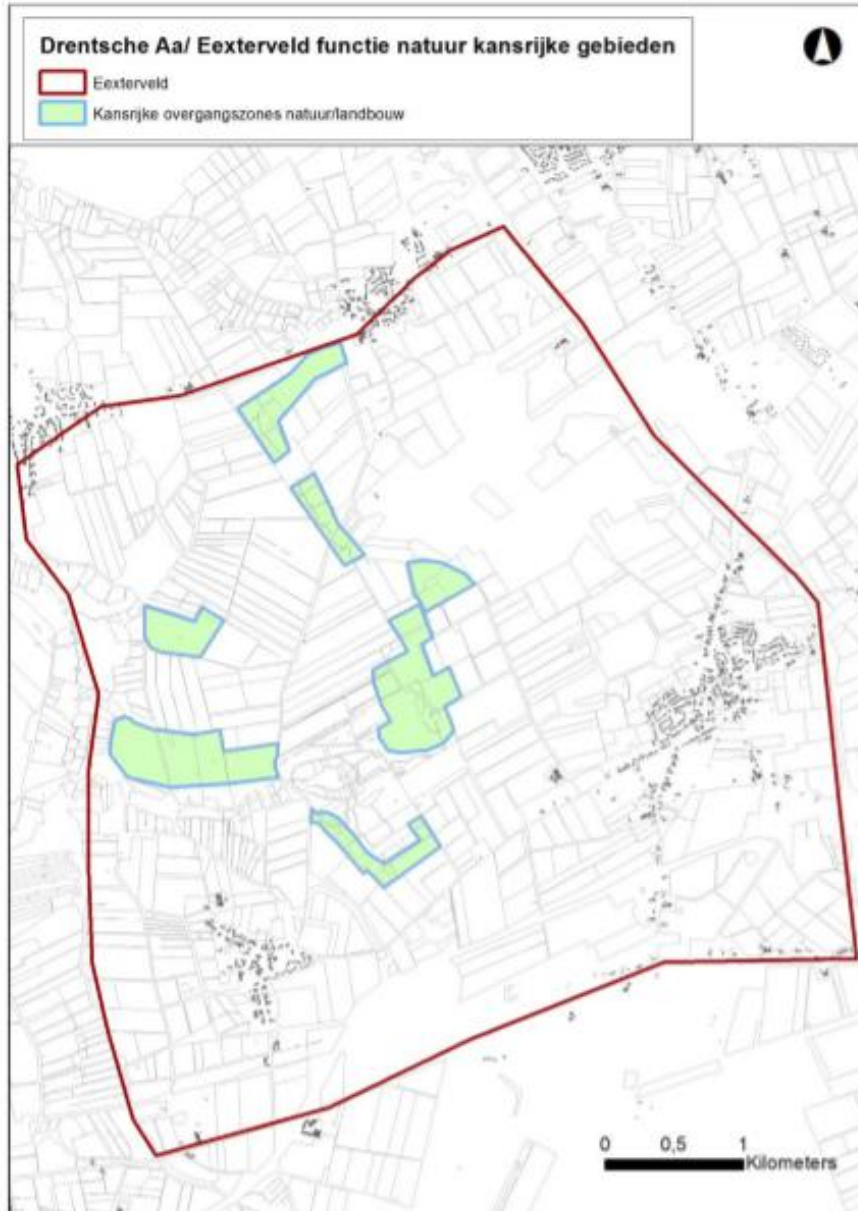 Drentsche Aa/ Eexterveld functie natuur kansrijke gebieden
Eexterveld
Kansrijke overgangszones natuur/landbouw
0 0,5 1
Kilometers